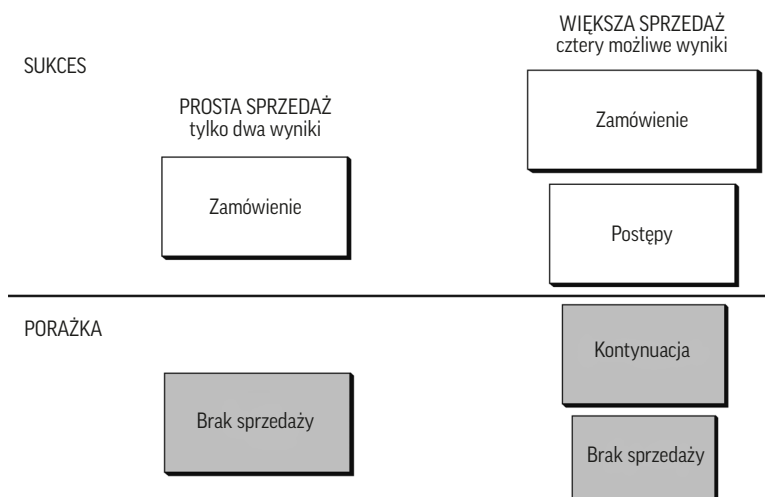 SUKCES
PROSTA SPRZEDAŻ
tylko dwa wyniki
Zamówienie
WIĘKSZA SPRZEDAŻ
cztery możliwe wyniki
Zamówienie
Postępy
PORAŻKA
Brak sprzedaży
Kontynuacja
Brak sprzedaży